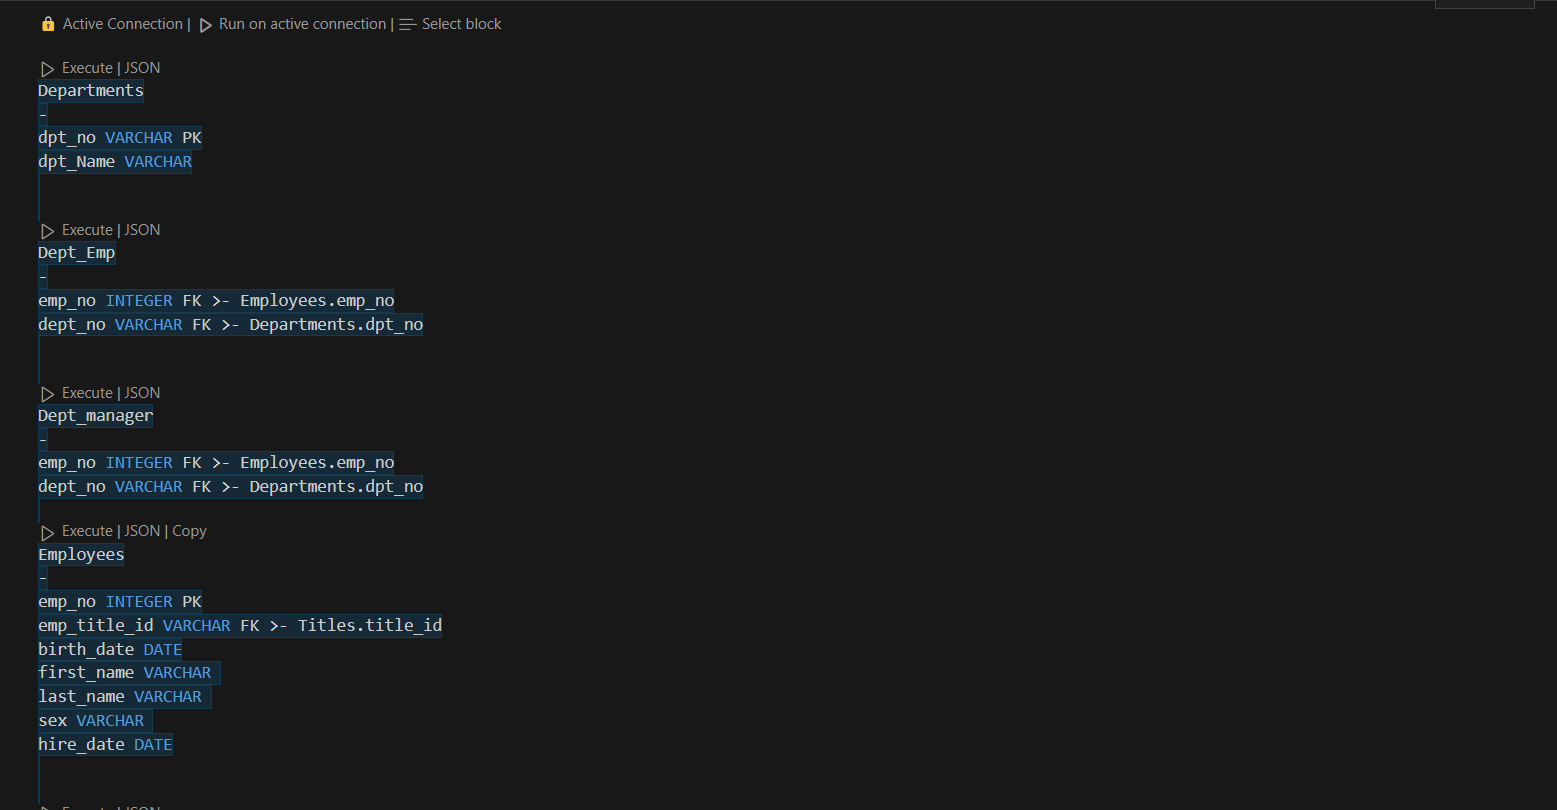 Active Connection | Run on active connection | Select block
Execute | JSON
Departments
-
dpt_no VARCHAR PK
dpt_Name VARCHAR
Execute | JSON
Dept_Emp
-
emp_no INTEGER FK >- Employees.emp_no
dept_no VARCHAR FK >- Departments.dpt_no
Execute | JSON
Dept_manager
-
emp_no INTEGER FK >- Employees.emp_no
dept_no VARCHAR FK >- Departments.dpt_no
Execute | JSON | Copy
Employees
-
emp_no INTEGER PK
emp_title_id VARCHAR FK >- Titles.title_id
birth_date DATE
first_name VARCHAR
last_name VARCHAR
sex VARCHAR
hire_date DATE
Execute | JSON